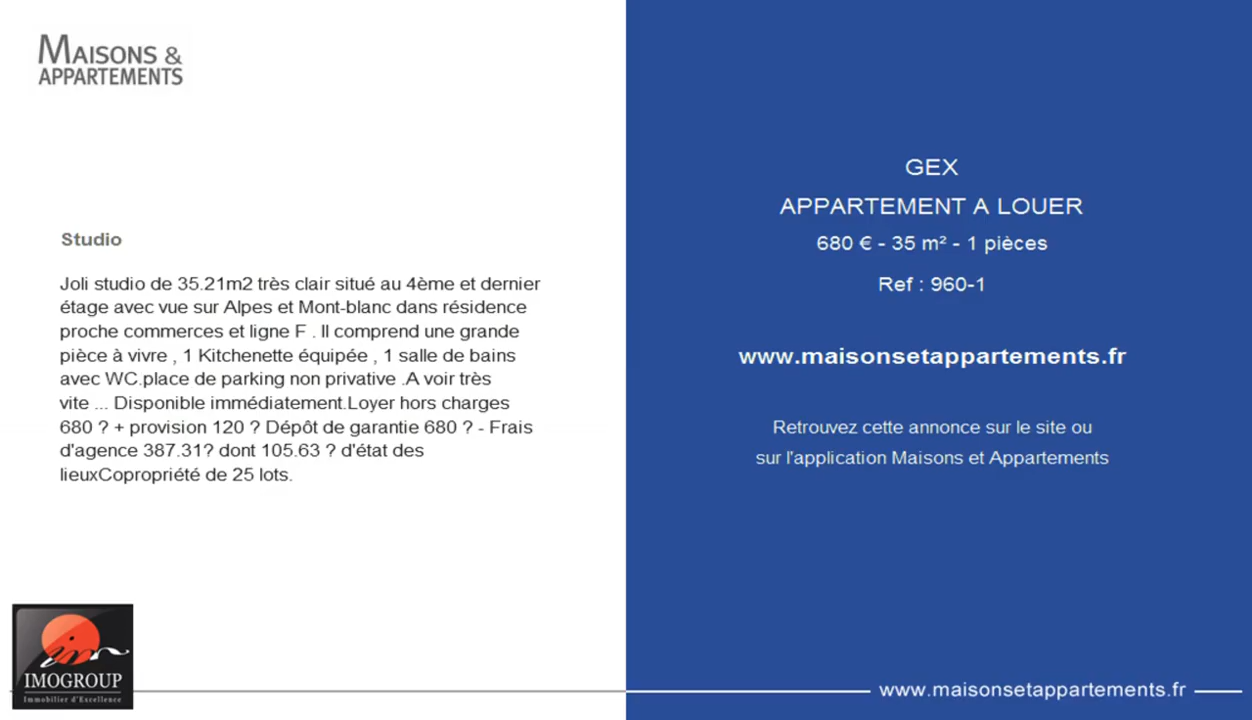 MAISONS &
APPARTEMENTS
Studio
Joli studio de 35.21m2 très clair situé au 4ème et dernier
étage avec vue sur Alpes et Mont-blanc dans résidence
proche commerces et ligne F . Il comprend une grande
pièce à vivre , 1 Kitchenette équipée , 1 salle de bains
avec WC.place de parking non privative .A voir très
vite ... Disponible immédiatement.Loyer hors charges
680 ? + provision 120 ? Dépôt de garantie 680 ? - Frais
d'agence 387.31? dont 105.63 ? d'état des
lieuxCopropriété de 25 lots.
IMOGROUP
Immobilier d'Excellence
GEX
APPARTEMENT A LOUER
680 € - 35 m² - 1 pièces
Ref : 960-1
www.maisonsetappartements.fr
Retrouvez cette annonce sur le site ou
sur l'application Maisons et Appartements
www.maisonsetappartements.fr